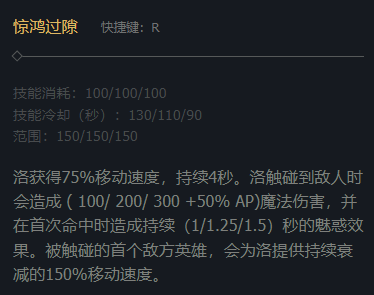 惊鸿过隙 快捷键：R
技能消耗：100/100/100
技能冷却（秒）：130/110/90
范围：150/150/150
洛获得75%移动速度，持续4秒。洛触碰到敌人时
会造成 ( 100/ 200/ 300 +50% AP)魔法伤害，并
在首次命中时造成持续（1/1.25/1.5）秒的魅惑效
果。被触碰的首个敌方英雄，会为洛提供持续衰
减的150%移动速度。